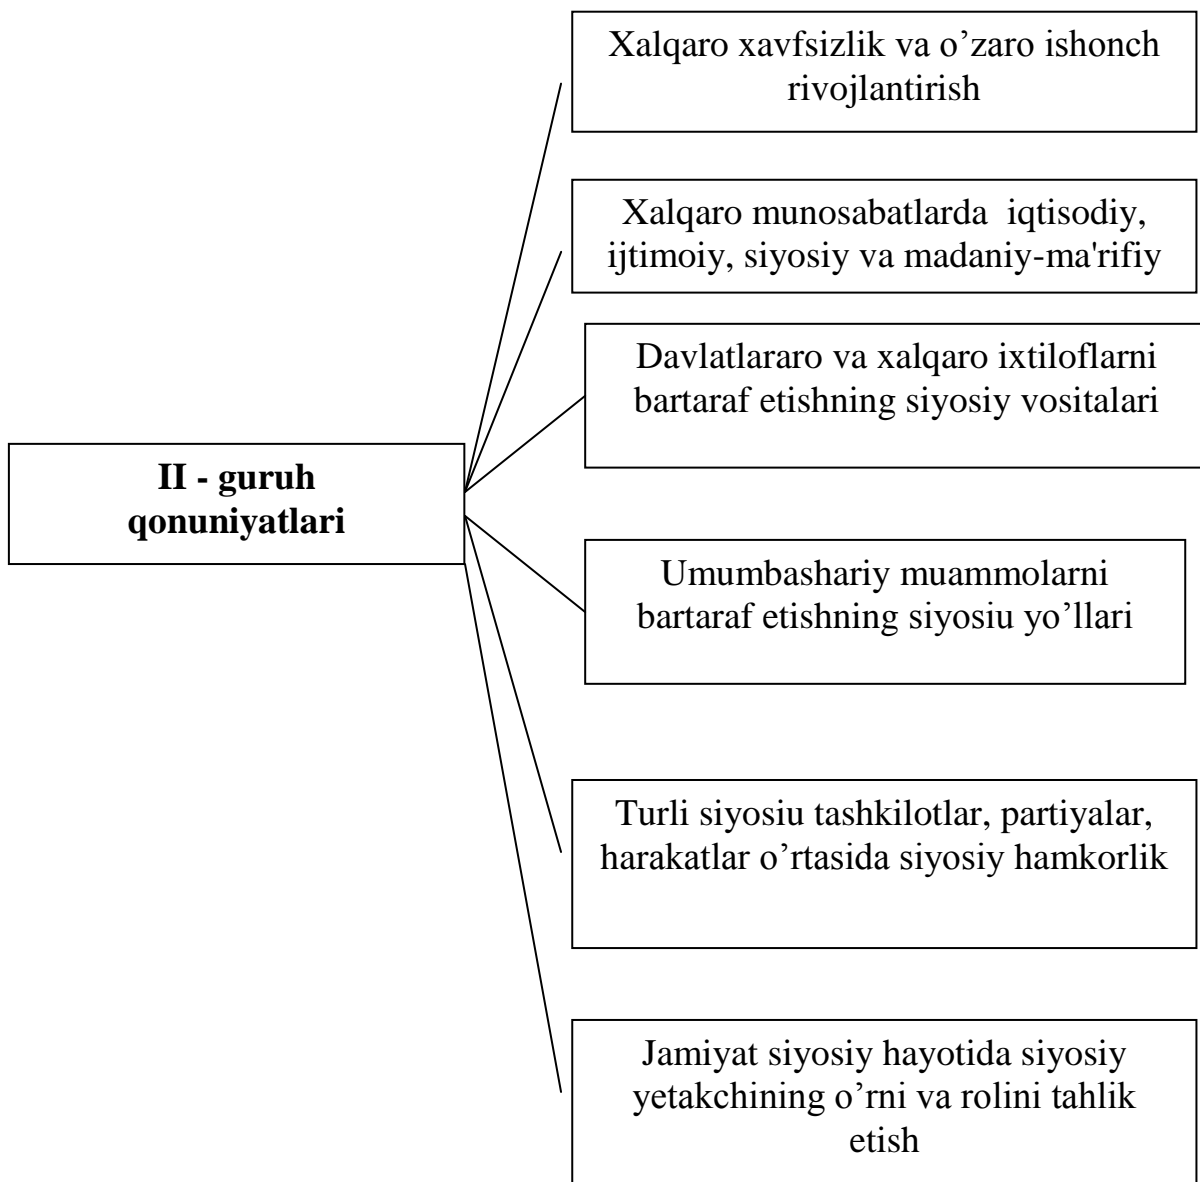 Xalqaro xavfsizlik va o’zaro ishonch
rivojlantirish
Xalqaro munosabatlarda  iqtisodiy,
ijtimoiy, siyosiy va madaniy-ma'rifiy
Davlatlararo va xalqaro ixtiloflarni
bartaraf etishning siyosiy vositalari
II - guruh
qonuniyatlari
Umumbashariy muammolarni
bartaraf etishning siyosiu yo’llari
Turli siyosiu tashkilotlar, partiyalar,
harakatlar o’rtasida siyosiy hamkorlik
Jamiyat siyosiy hayotida siyosiy
yetakchining o’rni va rolini tahlik
etish